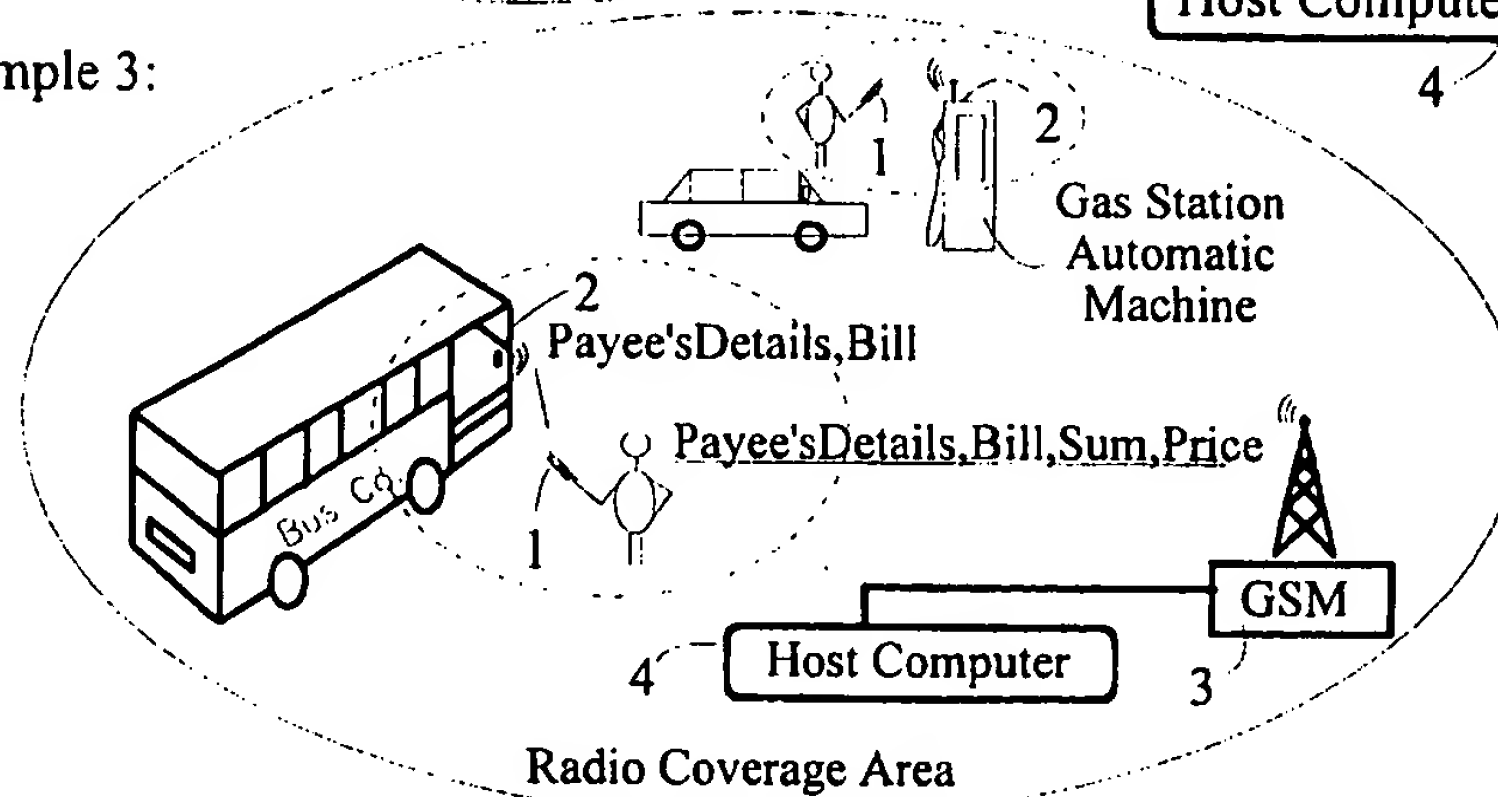 Host Compute
4
mple 3:
1
2
Gas Station
Automatic
Machine
2
Payee'sDetails,Bill
Payee'sDetails,Bill,Sum,Price
Bus Co.
1
GSM
Host Computer
4
3
Radio Coverage Area